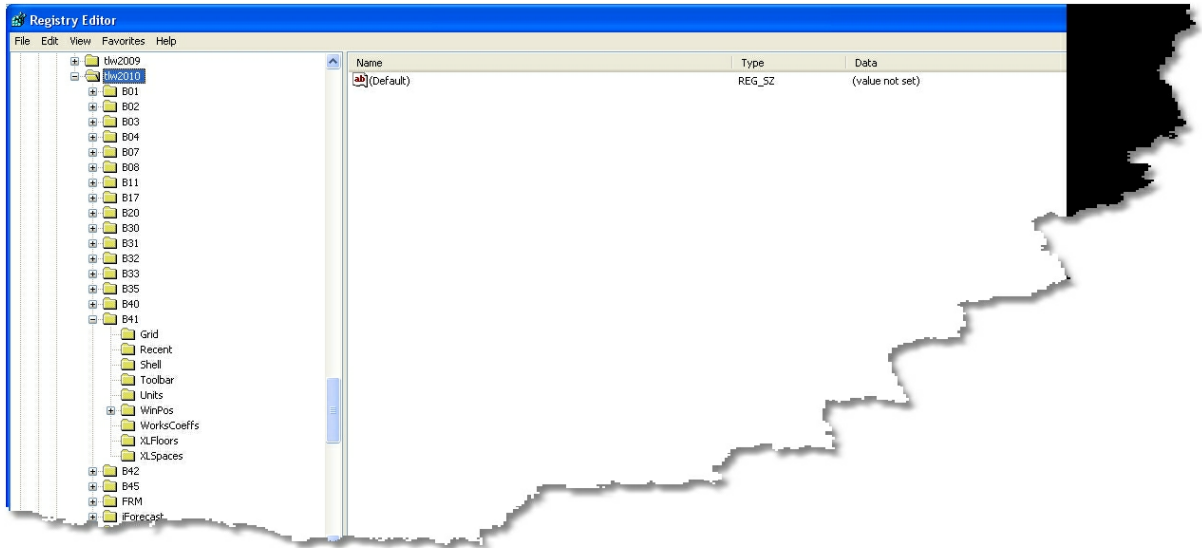 Registry Editor
File Edit View Favorites Help
tlw2009
tlw2010
B01
B02
B03
B04
B07
B08
B11
B17
B20
B30
B31
B32
B33
B35
B40
B41
Grid
Recent
Shell
Toolbar
Units
WinPos
WorksCoeffs
XLFloors
XLSpaces
B42
B45
FRM
iForecast
Name Type Data
ab (Default) REG_SZ (value not set)